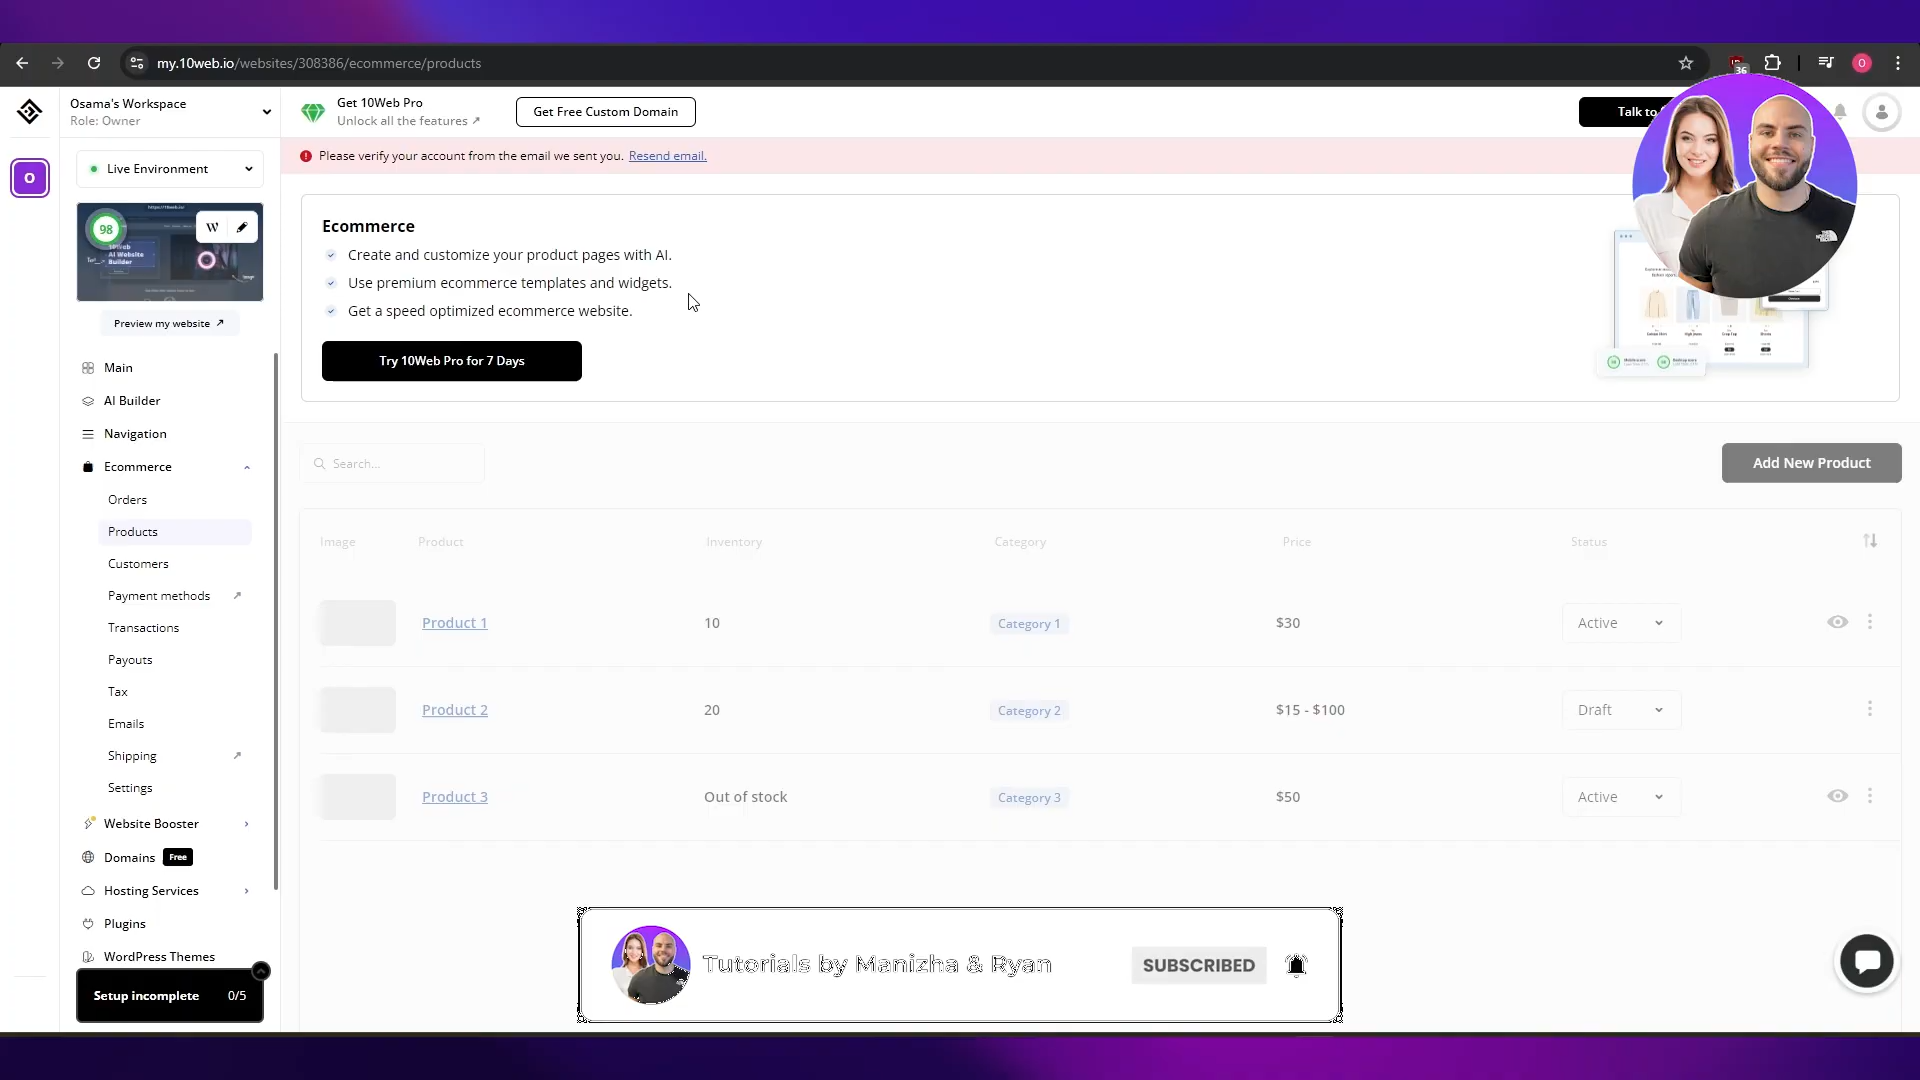 my.10web.io/websites/308386/ecommerce/products
36
O
Osama's Workspace
Role: Owner
Get 10Web Pro
Unlock all the features ↗
Get Free Custom Domain
Talk to
Please verify your account from the email we sent you. Resend email.
O
Live Environment
98
W
Preview my website ↗
Ecommerce
Create and customize your product pages with AI.
Use premium ecommerce templates and widgets.
Get a speed optimized ecommerce website.
Try 10Web Pro for 7 Days
Main
AI Builder
Navigation
Ecommerce
Orders
Products
Customers
Payment methods ↗
Transactions
Payouts
Tax
Emails
Shipping ↗
Settings
Website Booster
Domains Free
Hosting Services
Plugins
WordPress Themes
Setup incomplete 0/5
Search...
Add New Product
Image Product Inventory Category Price Status
Product 1 10 Category 1 $30 Active
Product 2 20 Category 2 $15 - $100 Draft
Product 3 Out of stock Category 3 $50 Active
Tutorials by Manizha & Ryan
SUBSCRIBED